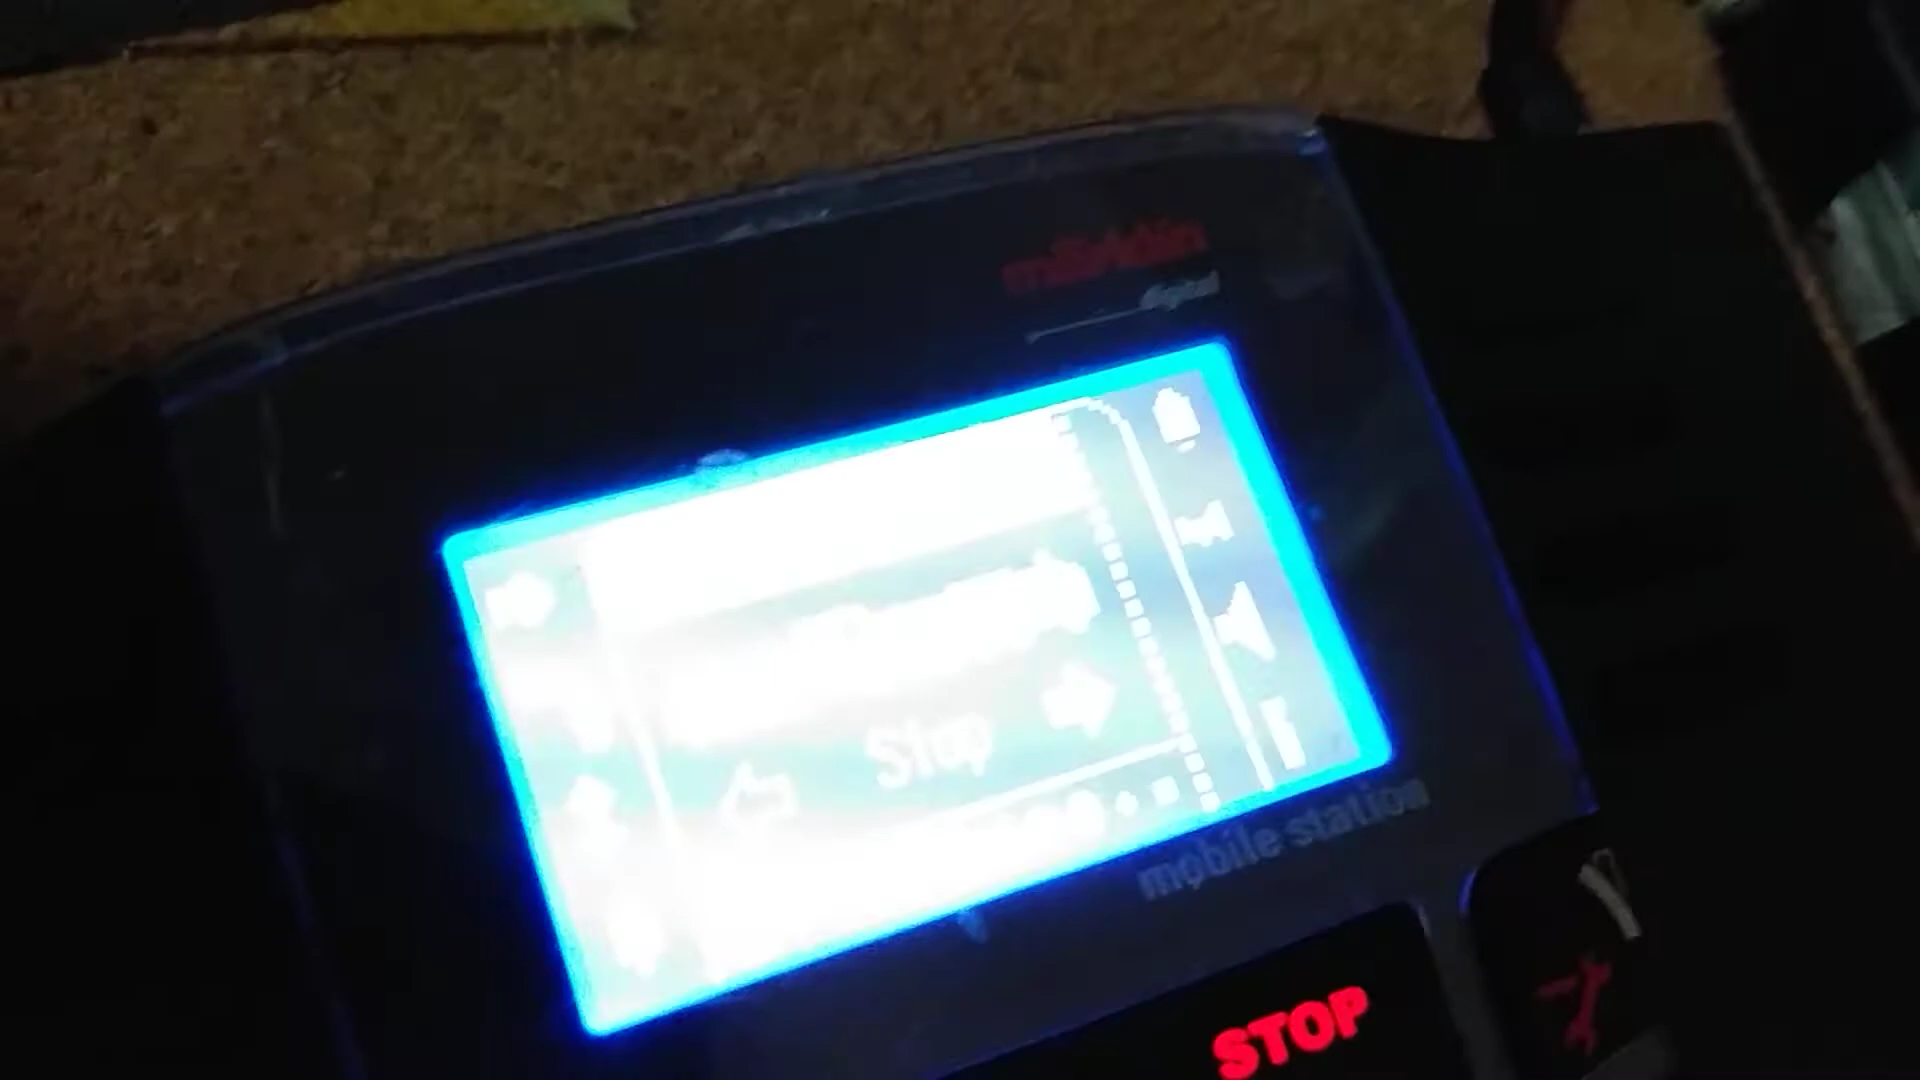 märklin
digital
Stop
mobile station
STOP